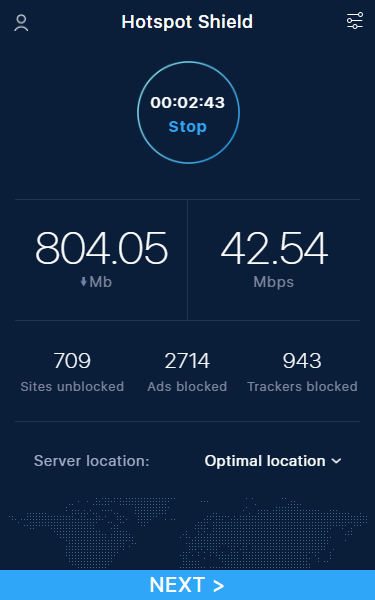 Hotspot Shield
00:02:43
Stop
804.05 42.54
Mb Mbps
709 2714 943
Sites unblocked Ads blocked Trackers blocked
Server location: Optimal location
NEXT >